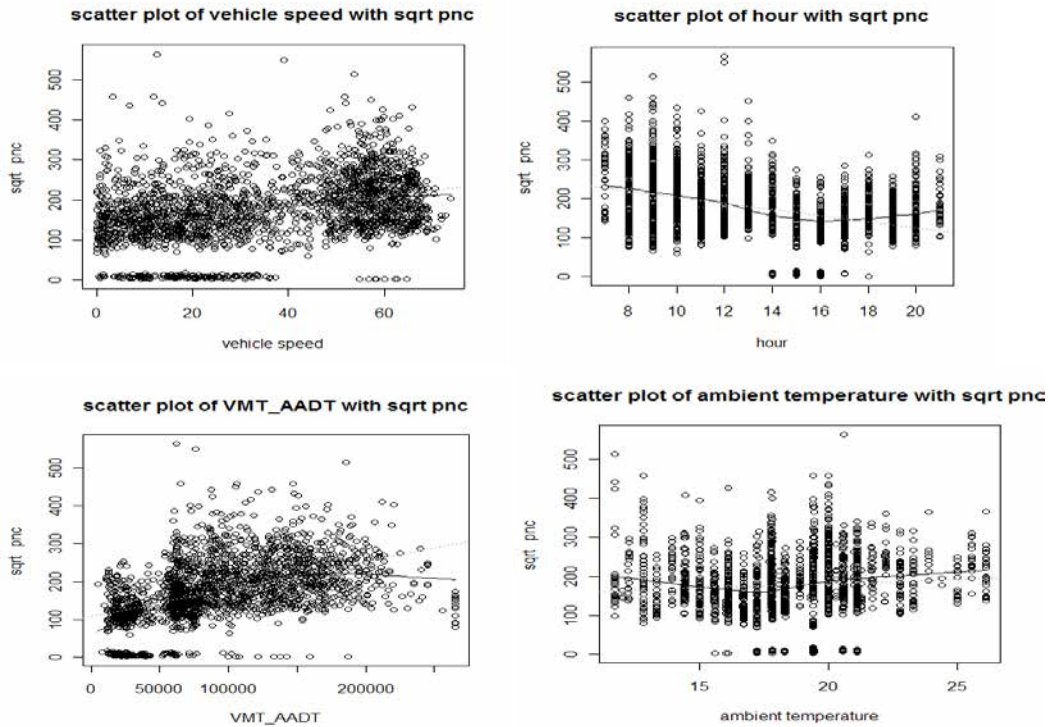 scatter plot of vehicle speed with sqrt pnc
sqrt pnc
0 100 200 300 400 500
0 20 40 60
vehicle speed
scatter plot of hour with sqrt pnc
sqrt pnc
0 100 200 300 400 500
8 10 12 14 16 18 20
hour
scatter plot of VMT_AADT with sqrt pnc
sqrt pnc
0 100 200 300 400 500
0 50000 100000 200000
VMT_AADT
scatter plot of ambient temperature with sqrt pnc
sqrt pnc
0 100 200 300 400 500
15 20 25
ambient temperature